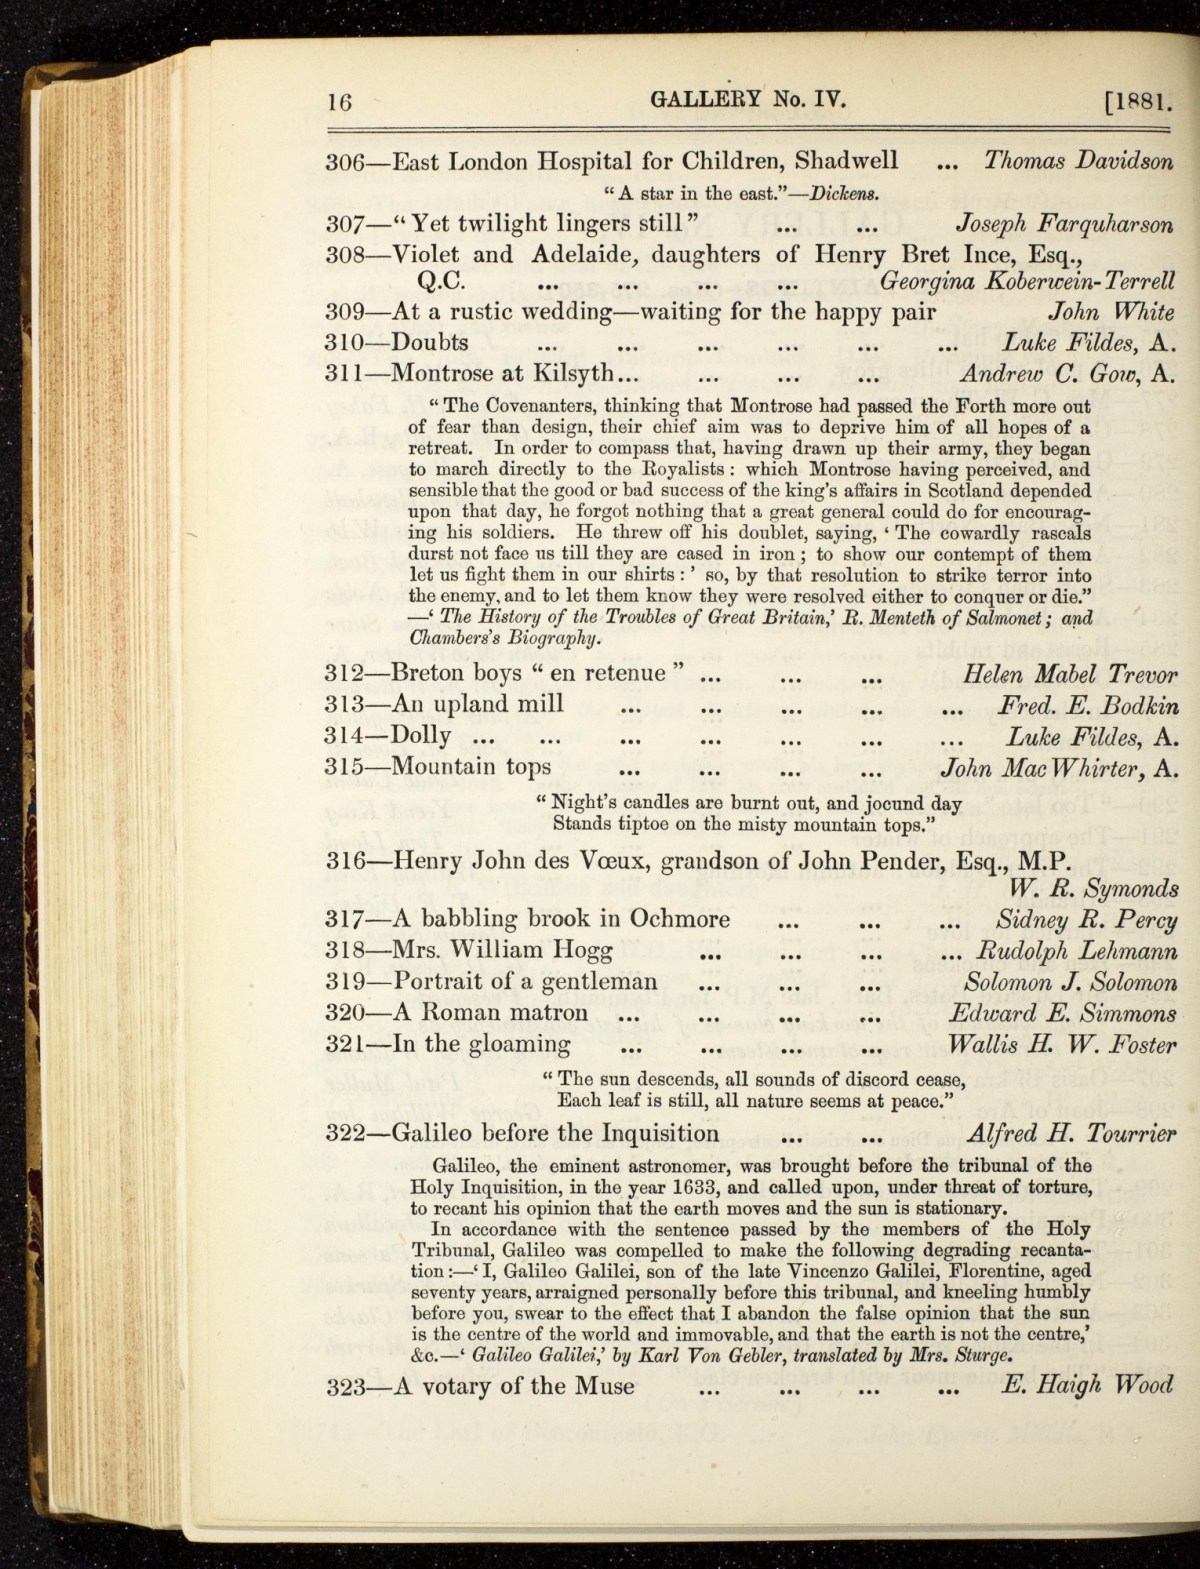 16 GALLERY No. IV. [1881.
306—East London Hospital for Children, Shadwell ... Thomas Davidson
“A star in the east.”—Dickens.
307—“Yet twilight lingers still” ... ... Joseph Farquharson
308—Violet and Adelaide, daughters of Henry Bret Ince, Esq.,
Q.C. ... ... ... ... Georgina Koberwein-Terrell
309—At a rustic wedding—waiting for the happy pair John White
310—Doubts ... ... ... ... ... ... Luke Fildes, A.
311—Montrose at Kilsyth... ... ... ... Andrew C. Gow, A.
“The Covenanters, thinking that Montrose had passed the Forth more out
of fear than design, their chief aim was to deprive him of all hopes of a
retreat. In order to compass that, having drawn up their army, they began
to march directly to the Royalists : which Montrose having perceived, and
sensible that the good or bad success of the king’s affairs in Scotland depended
upon that day, he forgot nothing that a great general could do for encourag-
ing his soldiers. He threw off his doublet, saying, ‘ The cowardly rascals
durst not face us till they are cased in iron ; to show our contempt of them
let us fight them in our shirts : ’ so, by that resolution to strike terror into
the enemy, and to let them know they were resolved either to conquer or die.”
—‘ The History of the Troubles of Great Britain,’ R. Menteth of Salmonet ; and
Chambers’s Biography.
312—Breton boys “ en retenue ” ... ... ... Helen Mabel Trevor
313—An upland mill ... ... ... ... ... Fred. E. Bodkin
314—Dolly ... ... ... ... ... ... ... Luke Fildes, A.
315—Mountain tops ... ... ... ... John MacWhirter, A.
“ Night’s candles are burnt out, and jocund day
Stands tiptoe on the misty mountain tops.”
316—Henry John des Vœux, grandson of John Pender, Esq., M.P.
W. R. Symonds
317—A babbling brook in Ochmore ... ... ... Sidney R. Percy
318—Mrs. William Hogg ... ... ... ... Rudolph Lehmann
319—Portrait of a gentleman ... ... ... Solomon J. Solomon
320—A Roman matron ... ... ... ... Edward E. Simmons
321—In the gloaming ... ... ... ... Wallis H. W. Foster
“ The sun descends, all sounds of discord cease,
Each leaf is still, all nature seems at peace.”
322—Galileo before the Inquisition ... ... Alfred H. Tourrier
Galileo, the eminent astronomer, was brought before the tribunal of the
Holy Inquisition, in the year 1633, and called upon, under threat of torture,
to recant his opinion that the earth moves and the sun is stationary.
In accordance with the sentence passed by the members of the Holy
Tribunal, Galileo was compelled to make the following degrading recanta-
tion :—‘ I, Galileo Galilei, son of the late Vincenzo Galilei, Florentine, aged
seventy years, arraigned personally before this tribunal, and kneeling humbly
before you, swear to the effect that I abandon the false opinion that the sun
is the centre of the world and immovable, and that the earth is not the centre,’
&c.—‘ Galileo Galilei,’ by Karl Von Gebler, translated by Mrs. Sturge.
323—A votary of the Muse ... ... ... ... E. Haigh Wood